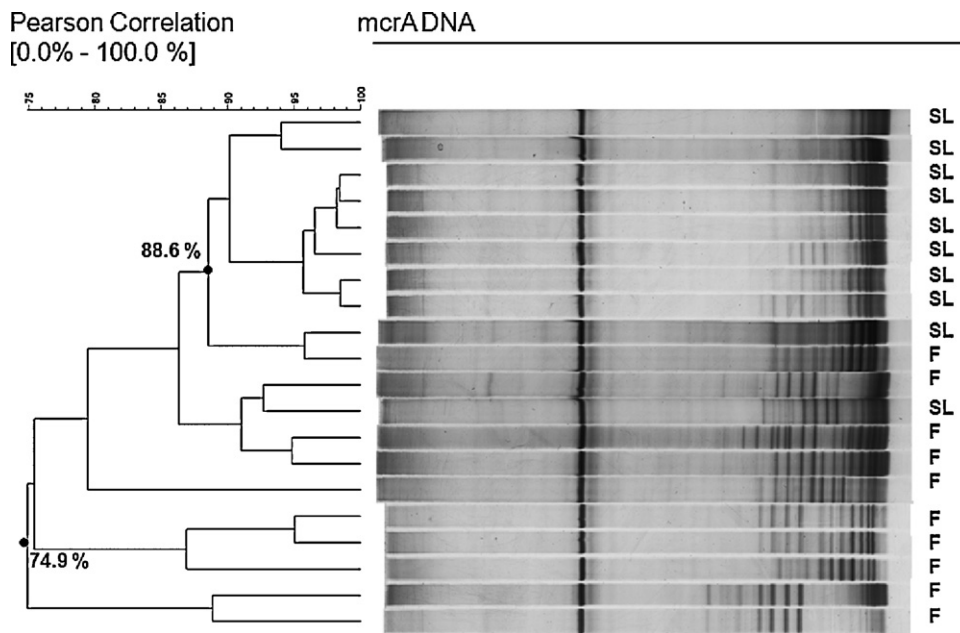 Pearson Correlation mcrA DNA
[0.0% - 100.0 %]
75 80 85 90 95 100
SL
SL
SL
SL
SL
SL
88.6 %
SL
SL
SL
F
F
SL
F
F
F
F
F
74.9 %
F
F
F